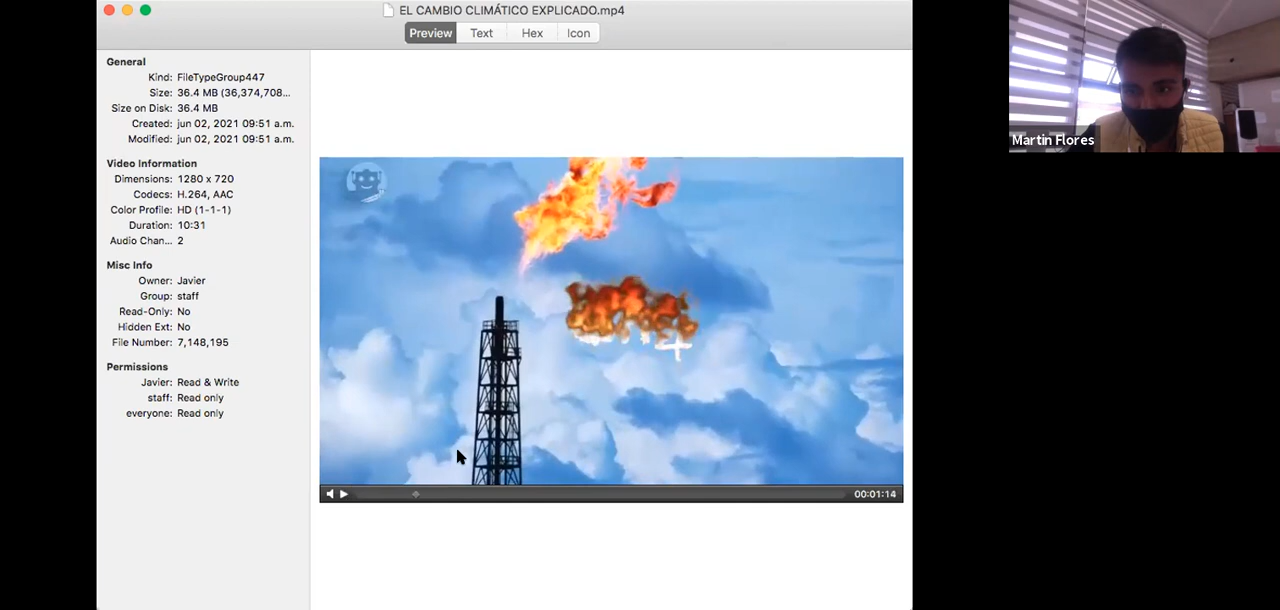 EL CAMBIO CLIMÁTICO EXPLICADO.mp4
Preview Text Hex Icon
General
Kind: FileTypeGroup447
Size: 36.4 MB (36,374,708...
Size on Disk: 36.4 MB
Created: jun 02, 2021 09:51 a.m.
Modified: jun 02, 2021 09:51 a.m.
Video Information
Dimensions: 1280 x 720
Codecs: H.264, AAC
Color Profile: HD (1-1-1)
Duration: 10:31
Audio Chan... 2
Misc Info
Owner: Javier
Group: staff
Read-Only: No
Hidden Ext: No
File Number: 7,148,195
Permissions
Javier: Read & Write
staff: Read only
everyone: Read only
00:01:14
Martin Flores